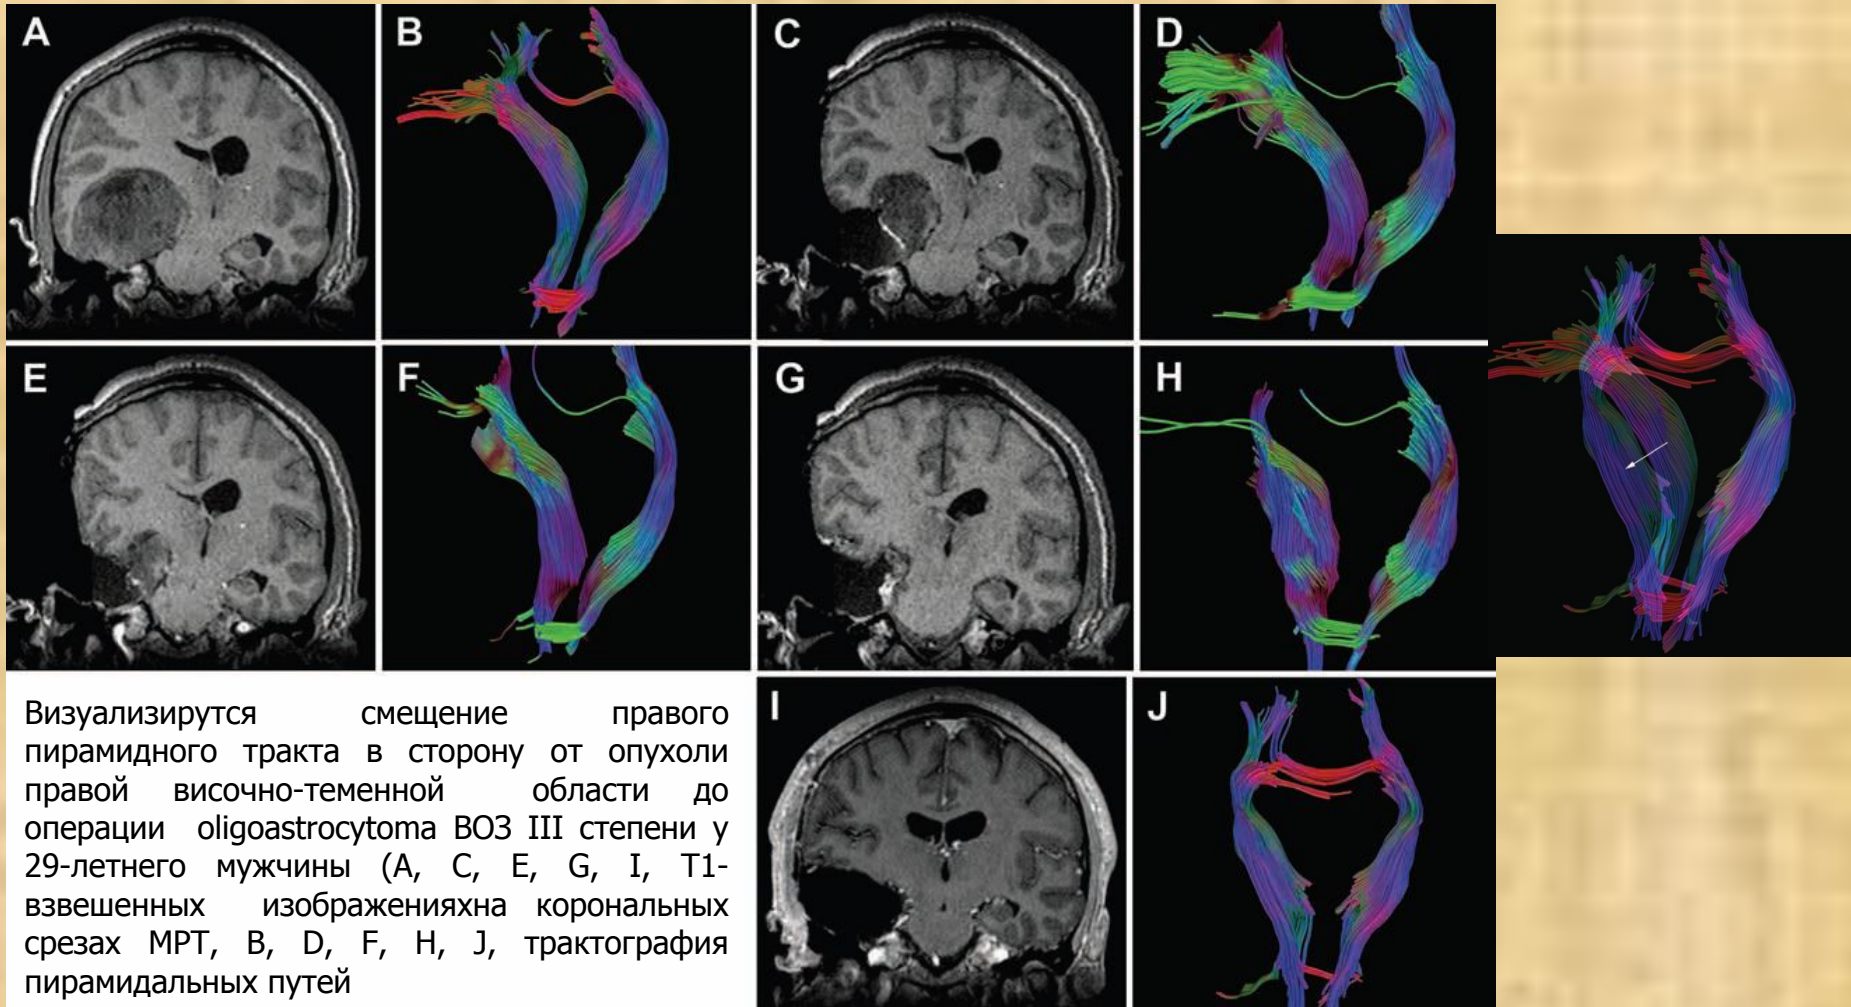 A
B
C
D
E
F
G
H
Визуализирутся смещение правого
пирамидного тракта в сторону от опухоли
правой височно-теменной области до
операции oligoastrocytoma ВОЗ III степени у
29-летнего мужчины (A, C, E, G, I, T1-
взвешенных изображенияхна корональных
срезах МРТ, B, D, F, H, J, трактография
пирамидальных путей
I
J